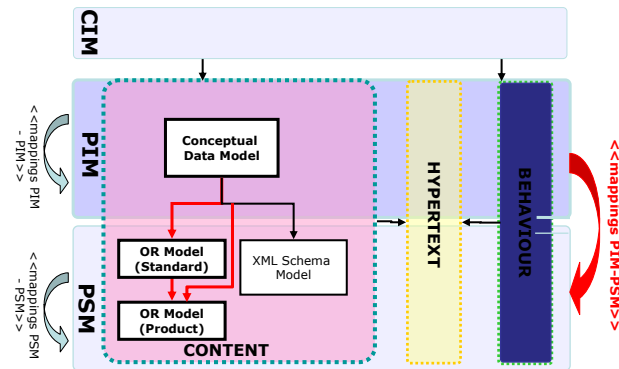 CIM
PIM
PSM
<<mappings PIM
- PIM>>
<<mappings PSM
- PSM>>
Conceptual
Data Model
OR Model
(Standard)
OR Model
(Product)
XML Schema
Model
CONTENT
HYPERTEXT
BEHAVIOUR
<<mappings PIM-PSM>>